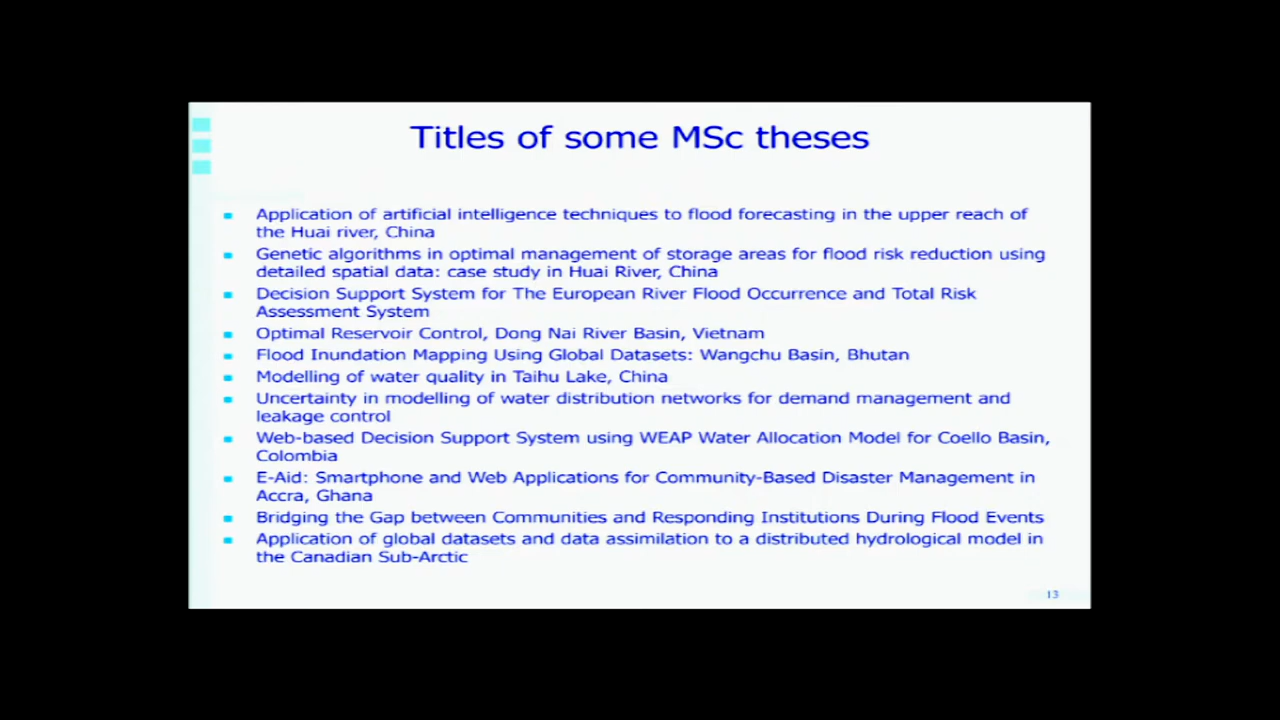 Titles of some MSc theses
Application of artificial intelligence techniques to flood forecasting in the upper reach of
the Huai river, China
Genetic algorithms in optimal management of storage areas for flood risk reduction using
detailed spatial data: case study in Huai River, China
Decision Support System for The European River Flood Occurrence and Total Risk
Assessment System
Optimal Reservoir Control, Dong Nai River Basin, Vietnam
Flood Inundation Mapping Using Global Datasets: Wangchu Basin, Bhutan
Modelling of water quality in Taihu Lake, China
Uncertainty in modelling of water distribution networks for demand management and
leakage control
Web-based Decision Support System using WEAP Water Allocation Model for Coello Basin,
Colombia
E-Aid: Smartphone and Web Applications for Community-Based Disaster Management in
Accra, Ghana
Bridging the Gap between Communities and Responding Institutions During Flood Events
Application of global datasets and data assimilation to a distributed hydrological model in
the Canadian Sub-Arctic
13